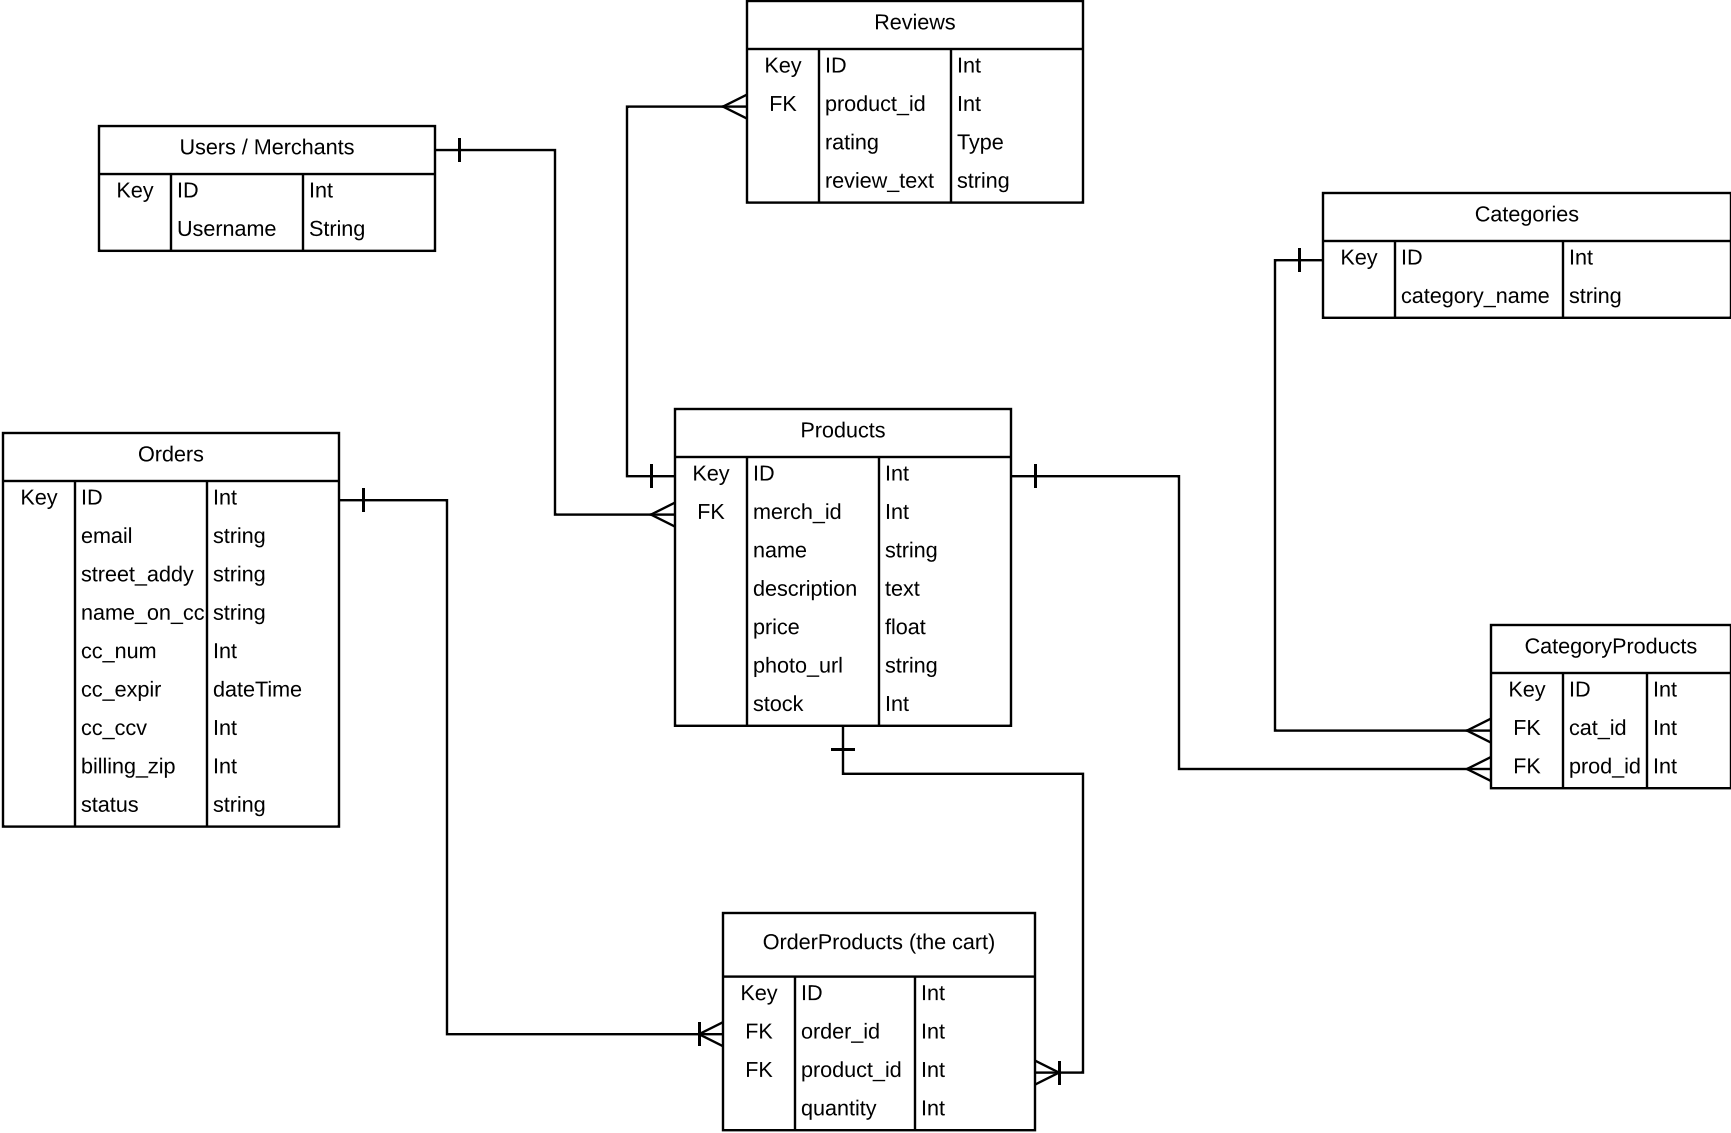 Reviews
Key ID Int
FK product_id Int
rating Type
review_text string
Users / Merchants
Key ID Int
Username String
Categories
Key ID Int
category_name string
Products
Key ID Int
FK merch_id Int
name string
description text
price float
photo_url string
stock Int
Orders
Key ID Int
email string
street_addy string
name_on_cc string
cc_num Int
cc_expir dateTime
cc_ccv Int
billing_zip Int
status string
CategoryProducts
Key ID Int
FK cat_id Int
FK prod_id Int
OrderProducts (the cart)
Key ID Int
FK order_id Int
FK product_id Int
quantity Int